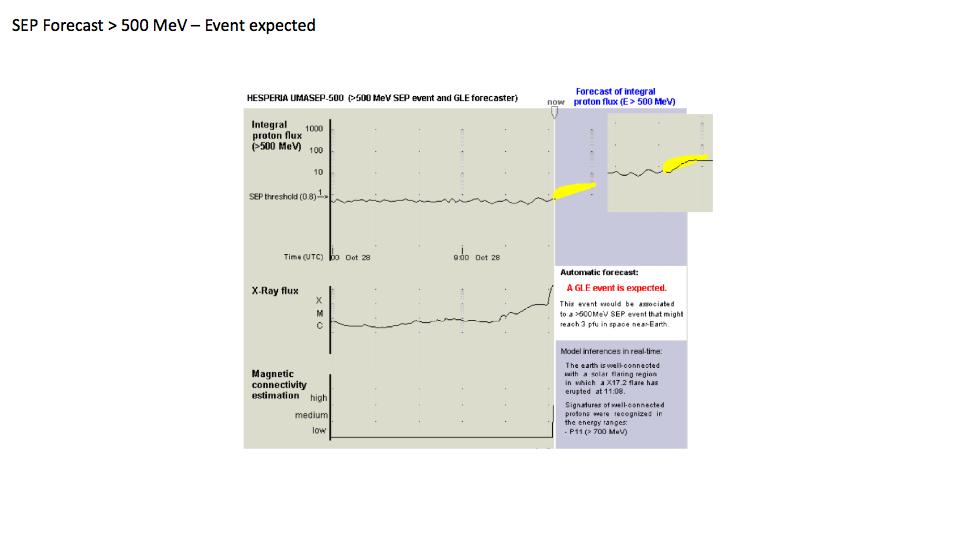 SEP Forecast > 500 MeV – Event expected
HESPERIA UMASEP-500 (>500 MeV SEP event and GLE forecaster)
now
Forecast of integral
proton flux (E > 500 MeV)
Integral
proton flux
(>500 MeV)
1000
100
10
1
SEP threshold (0.8)
Time (UTC)
00 Oct 28
9:00 Oct 28
X-Ray flux
X
M
C
Magnetic
connectivity
estimation
high
medium
low
Automatic forecast:
A GLE event is expected.
This event would be associated
to a >500MeV SEP event that might
reach 3 pfu in space near-Earth.
Model inferences in real-time:
The earth is well-connected
with a solar flaring region
in which a X17.2 flare has
erupted at 11:08.
Signatures of well-connected
protons were recognized in
the energy ranges:
- P11 (> 700 MeV)